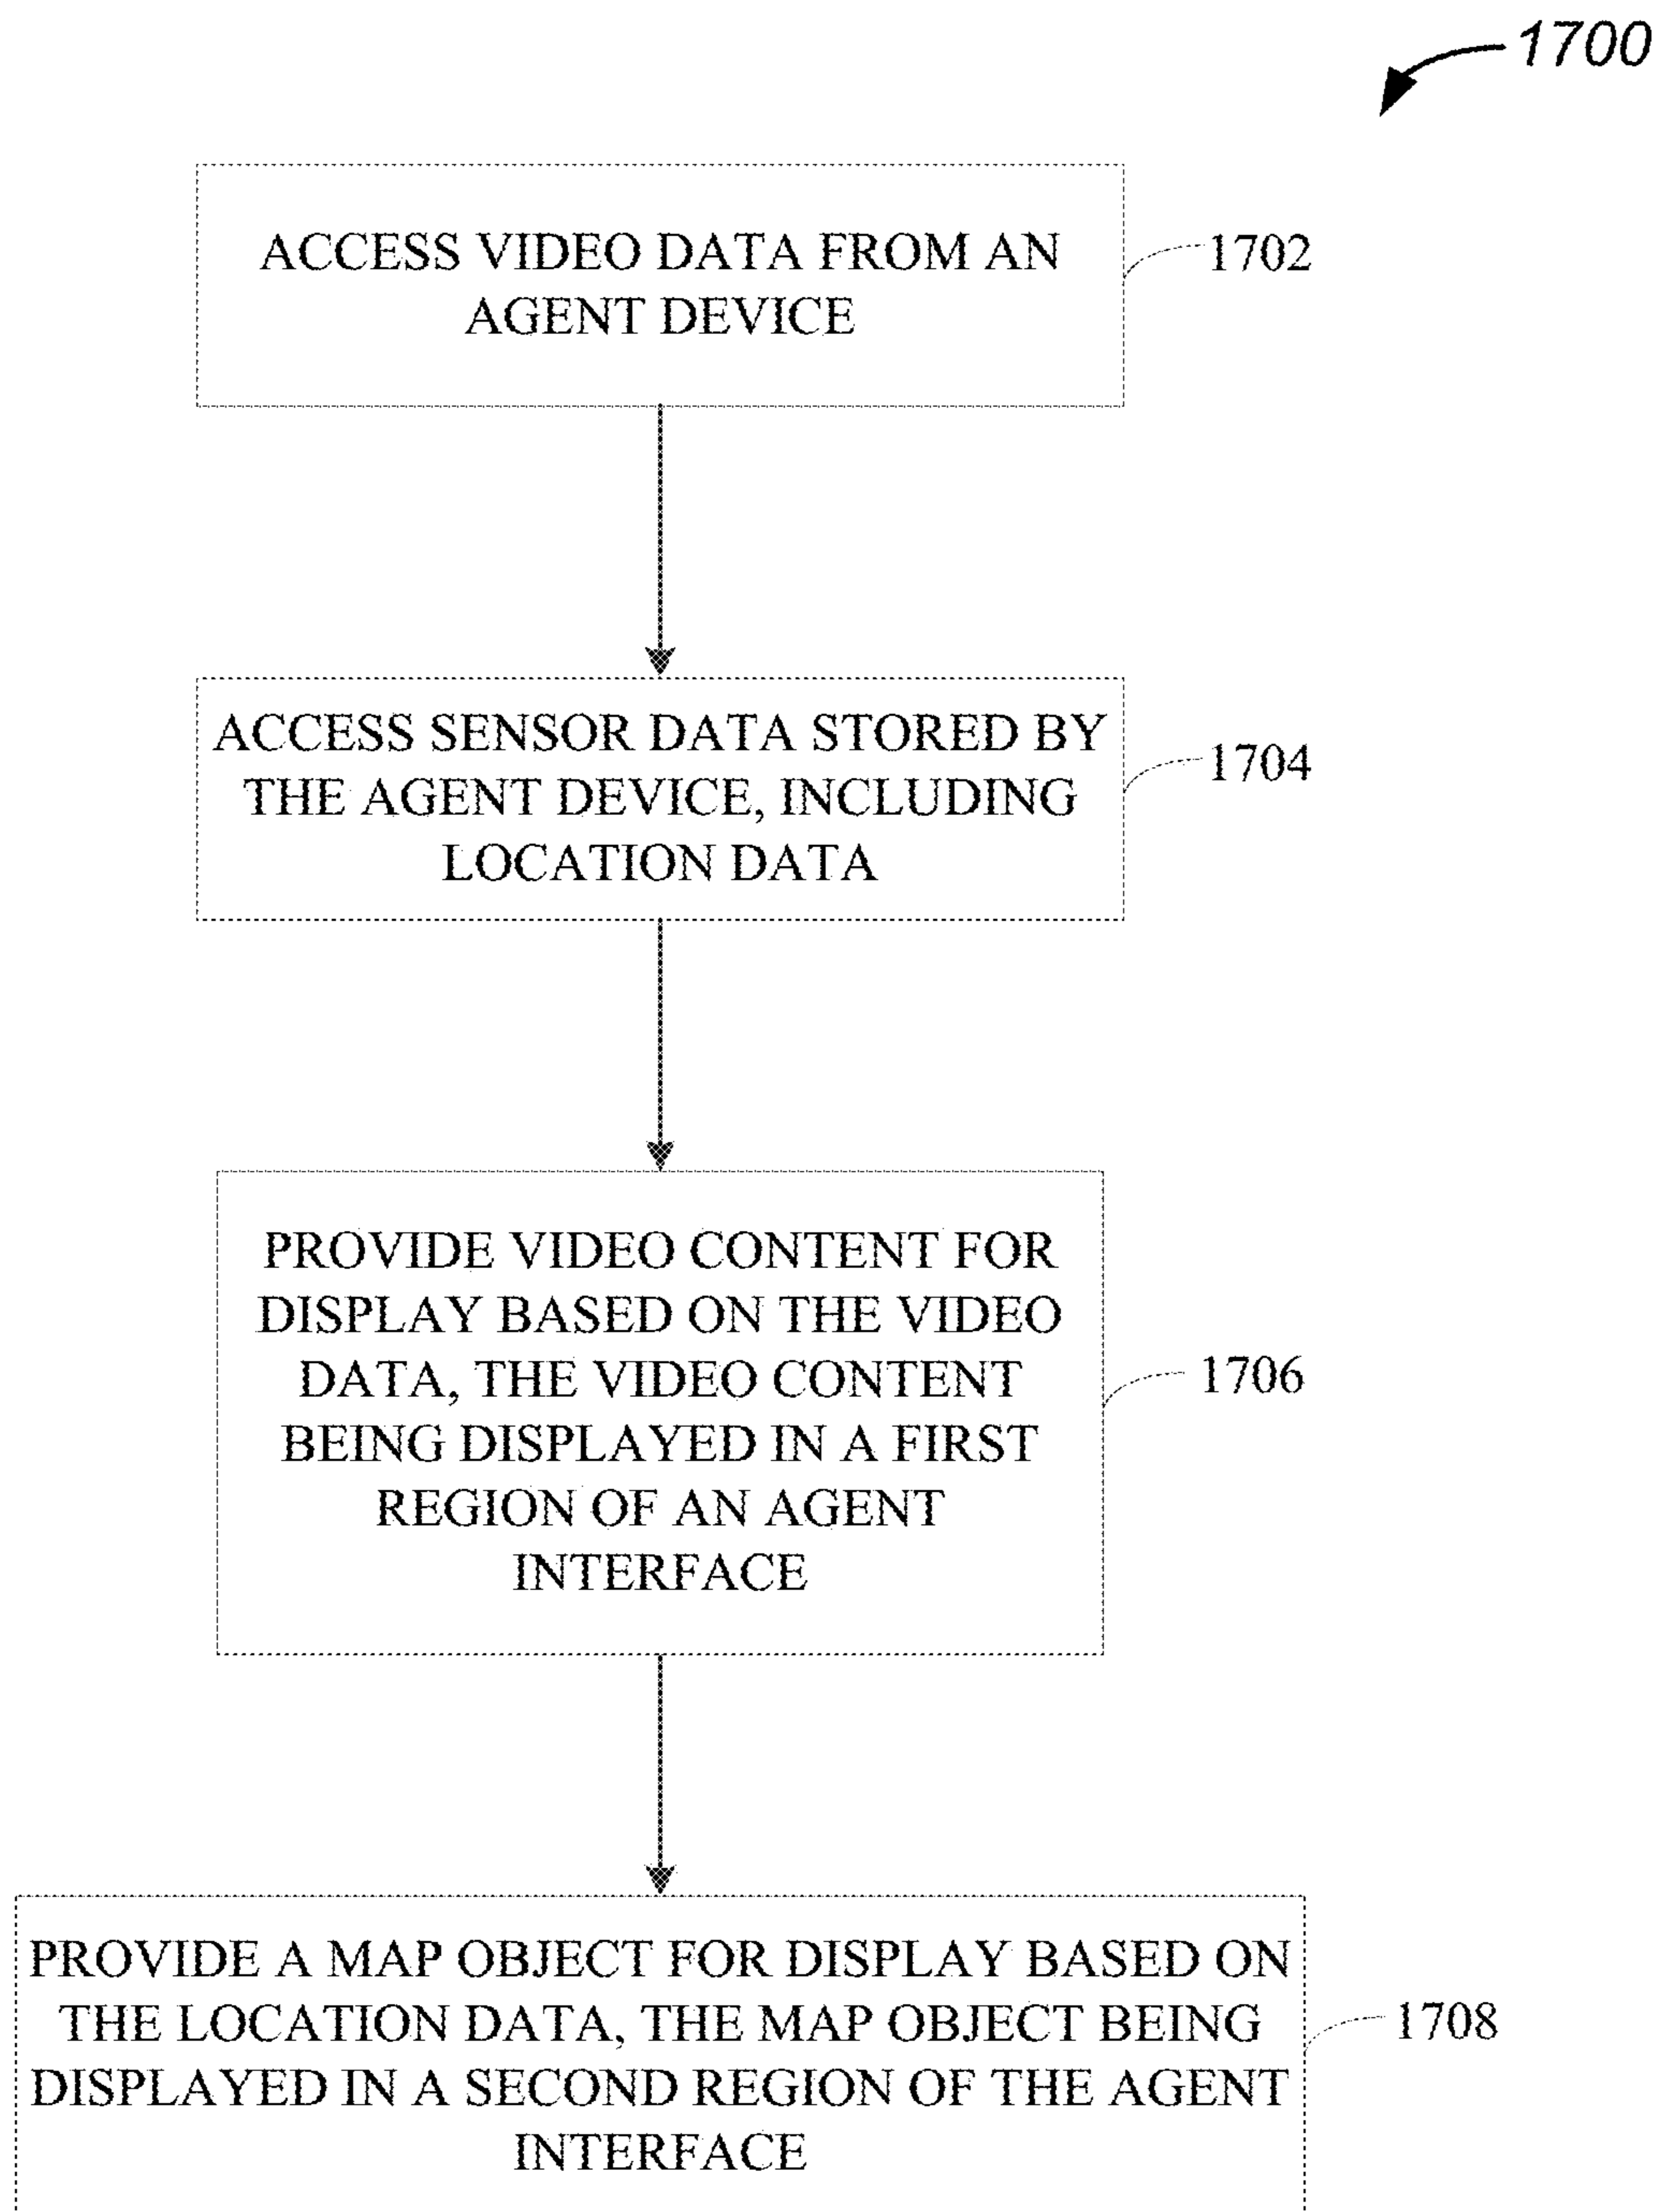 1700
ACCESS VIDEO DATA FROM AN
AGENT DEVICE
1702
ACCESS SENSOR DATA STORED BY
THE AGENT DEVICE, INCLUDING
LOCATION DATA
1704
PROVIDE VIDEO CONTENT FOR
DISPLAY BASED ON THE VIDEO
DATA, THE VIDEO CONTENT
BEING DISPLAYED IN A FIRST
REGION OF AN AGENT
INTERFACE
1706
PROVIDE A MAP OBJECT FOR DISPLAY BASED ON
THE LOCATION DATA, THE MAP OBJECT BEING
DISPLAYED IN A SECOND REGION OF THE AGENT
INTERFACE
1708